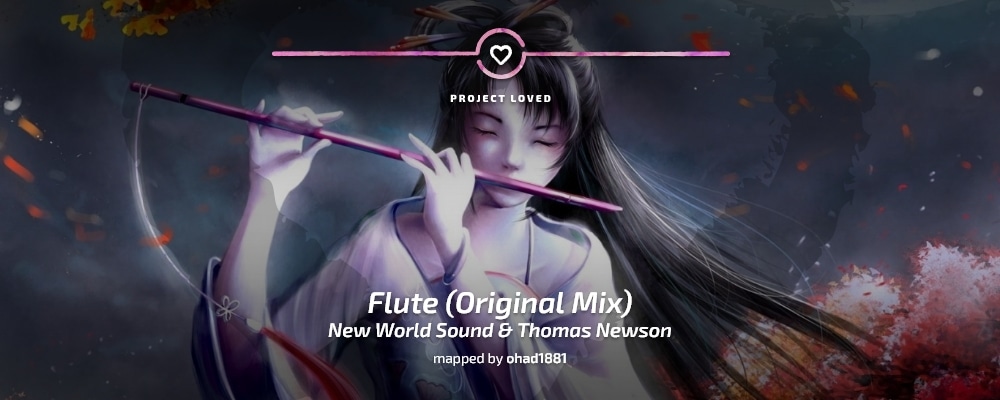 PROJECT LOVED
Flute (Original Mix)
New World Sound & Thomas Newson
mapped by ohad1881